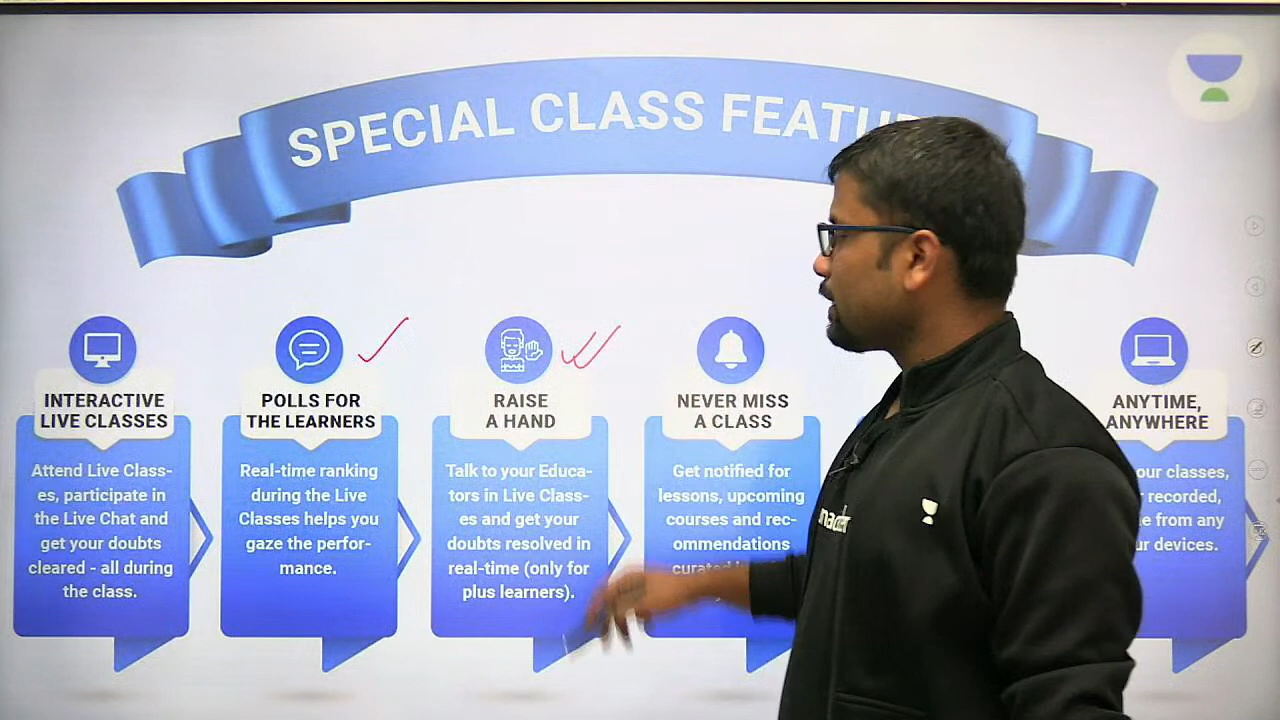 SPECIAL CLASS
INTERACTIVE
LIVE CLASSES
Attend Live Class-
es, participate in
the Live Chat and
get your doubts
cleared - all during
the class.
POLLS FOR
THE LEARNERS
Real-time ranking
during the Live
Classes helps you
gaze the perfor-
mance.
RAISE
A HAND
Talk to your Educa-
tors in Live Class-
es and get your
doubts resolved in
real-time (only for
plus learners).
NEVER MISS
A CLASS
Get notified for
lessons, upcoming
courses and rec-
ommendations
ANYTIME,
ANYWHERE
classes,
recorded,
from any
devices.